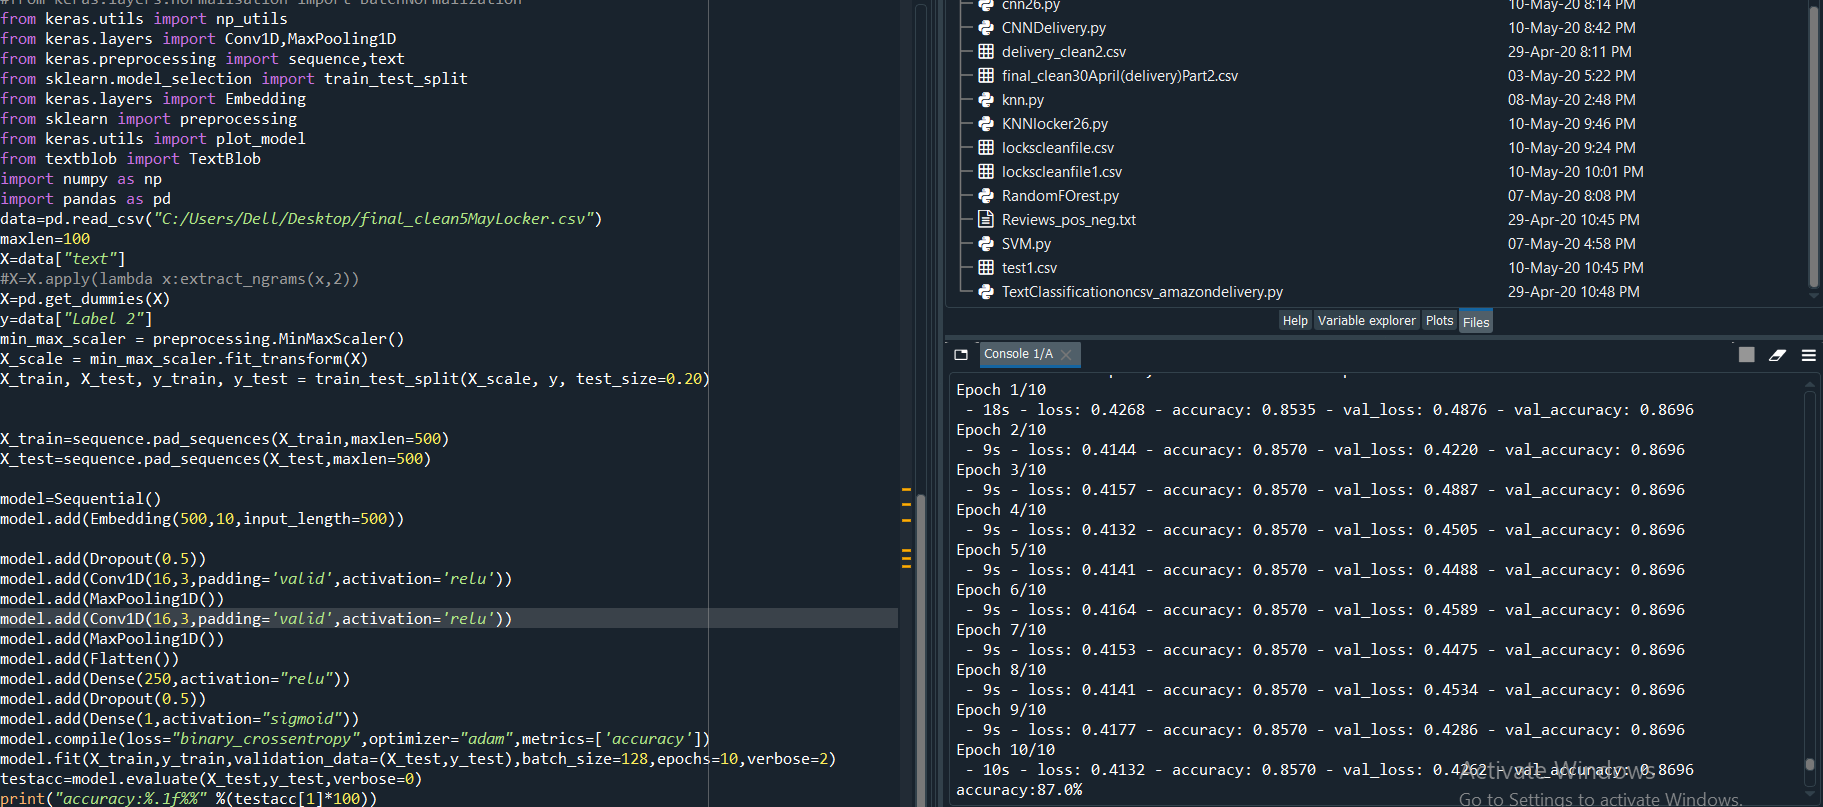 #from keras.layers.normalisation import BatchNormalization
from keras.utils import np_utils
from keras.layers import Conv1D,MaxPooling1D
from keras.preprocessing import sequence,text
from sklearn.model_selection import train_test_split
from keras.layers import Embedding
from sklearn import preprocessing
from keras.utils import plot_model
from textblob import TextBlob
import numpy as np
import pandas as pd
data=pd.read_csv("C:/Users/Dell/Desktop/final_clean5MayLocker.csv")
maxlen=100
X=data["text"]
#X=X.apply(lambda x:extract_ngrams(x,2))
X=pd.get_dummies(X)
y=data["Label 2"]
min_max_scaler = preprocessing.MinMaxScaler()
X_scale = min_max_scaler.fit_transform(X)
X_train, X_test, y_train, y_test = train_test_split(X_scale, y, test_size=0.20)
X_train=sequence.pad_sequences(X_train,maxlen=500)
X_test=sequence.pad_sequences(X_test,maxlen=500)
model=Sequential()
model.add(Embedding(500,10,input_length=500))
model.add(Dropout(0.5))
model.add(Conv1D(16,3,padding='valid',activation='relu'))
model.add(MaxPooling1D())
model.add(Conv1D(16,3,padding='valid',activation='relu'))
model.add(MaxPooling1D())
model.add(Flatten())
model.add(Dense(250,activation="relu"))
model.add(Dropout(0.5))
model.add(Dense(1,activation="sigmoid"))
model.compile(loss="binary_crossentropy",optimizer="adam",metrics=['accuracy'])
model.fit(X_train,y_train,validation_data=(X_test,y_test),batch_size=128,epochs=10,verbose=2)
testacc=model.evaluate(X_test,y_test,verbose=0)
print("accuracy:%.1f%%" %(testacc[1]*100))
cnn26.py 10-May-20 8:14 PM
CNNDelivery.py 10-May-20 8:42 PM
delivery_clean2.csv 29-Apr-20 8:11 PM
final_clean30April(delivery)Part2.csv 03-May-20 5:22 PM
knn.py 08-May-20 2:48 PM
KNNlocker26.py 10-May-20 9:46 PM
lockscleanfile.csv 10-May-20 9:24 PM
lockscleanfile1.csv 10-May-20 10:01 PM
RandomFOrest.py 07-May-20 8:08 PM
Reviews_pos_neg.txt 29-Apr-20 10:45 PM
SVM.py 07-May-20 4:58 PM
test1.csv 10-May-20 10:45 PM
TextClassificationoncsv_amazondelivery.py 29-Apr-20 10:48 PM
Help Variable explorer Plots Files
Console 1/A
Epoch 1/10
- 18s - loss: 0.4268 - accuracy: 0.8535 - val_loss: 0.4876 - val_accuracy: 0.8696
Epoch 2/10
- 9s - loss: 0.4144 - accuracy: 0.8570 - val_loss: 0.4220 - val_accuracy: 0.8696
Epoch 3/10
- 9s - loss: 0.4157 - accuracy: 0.8570 - val_loss: 0.4887 - val_accuracy: 0.8696
Epoch 4/10
- 9s - loss: 0.4132 - accuracy: 0.8570 - val_loss: 0.4505 - val_accuracy: 0.8696
Epoch 5/10
- 9s - loss: 0.4141 - accuracy: 0.8570 - val_loss: 0.4488 - val_accuracy: 0.8696
Epoch 6/10
- 9s - loss: 0.4164 - accuracy: 0.8570 - val_loss: 0.4589 - val_accuracy: 0.8696
Epoch 7/10
- 9s - loss: 0.4153 - accuracy: 0.8570 - val_loss: 0.4475 - val_accuracy: 0.8696
Epoch 8/10
- 9s - loss: 0.4141 - accuracy: 0.8570 - val_loss: 0.4534 - val_accuracy: 0.8696
Epoch 9/10
- 9s - loss: 0.4177 - accuracy: 0.8570 - val_loss: 0.4286 - val_accuracy: 0.8696
Epoch 10/10
- 10s - loss: 0.4132 - accuracy: 0.8570 - val_loss: 0.4262 - val_accuracy: 0.8696
accuracy:87.0%
Activate Windows
Go to Settings to activate Windows.